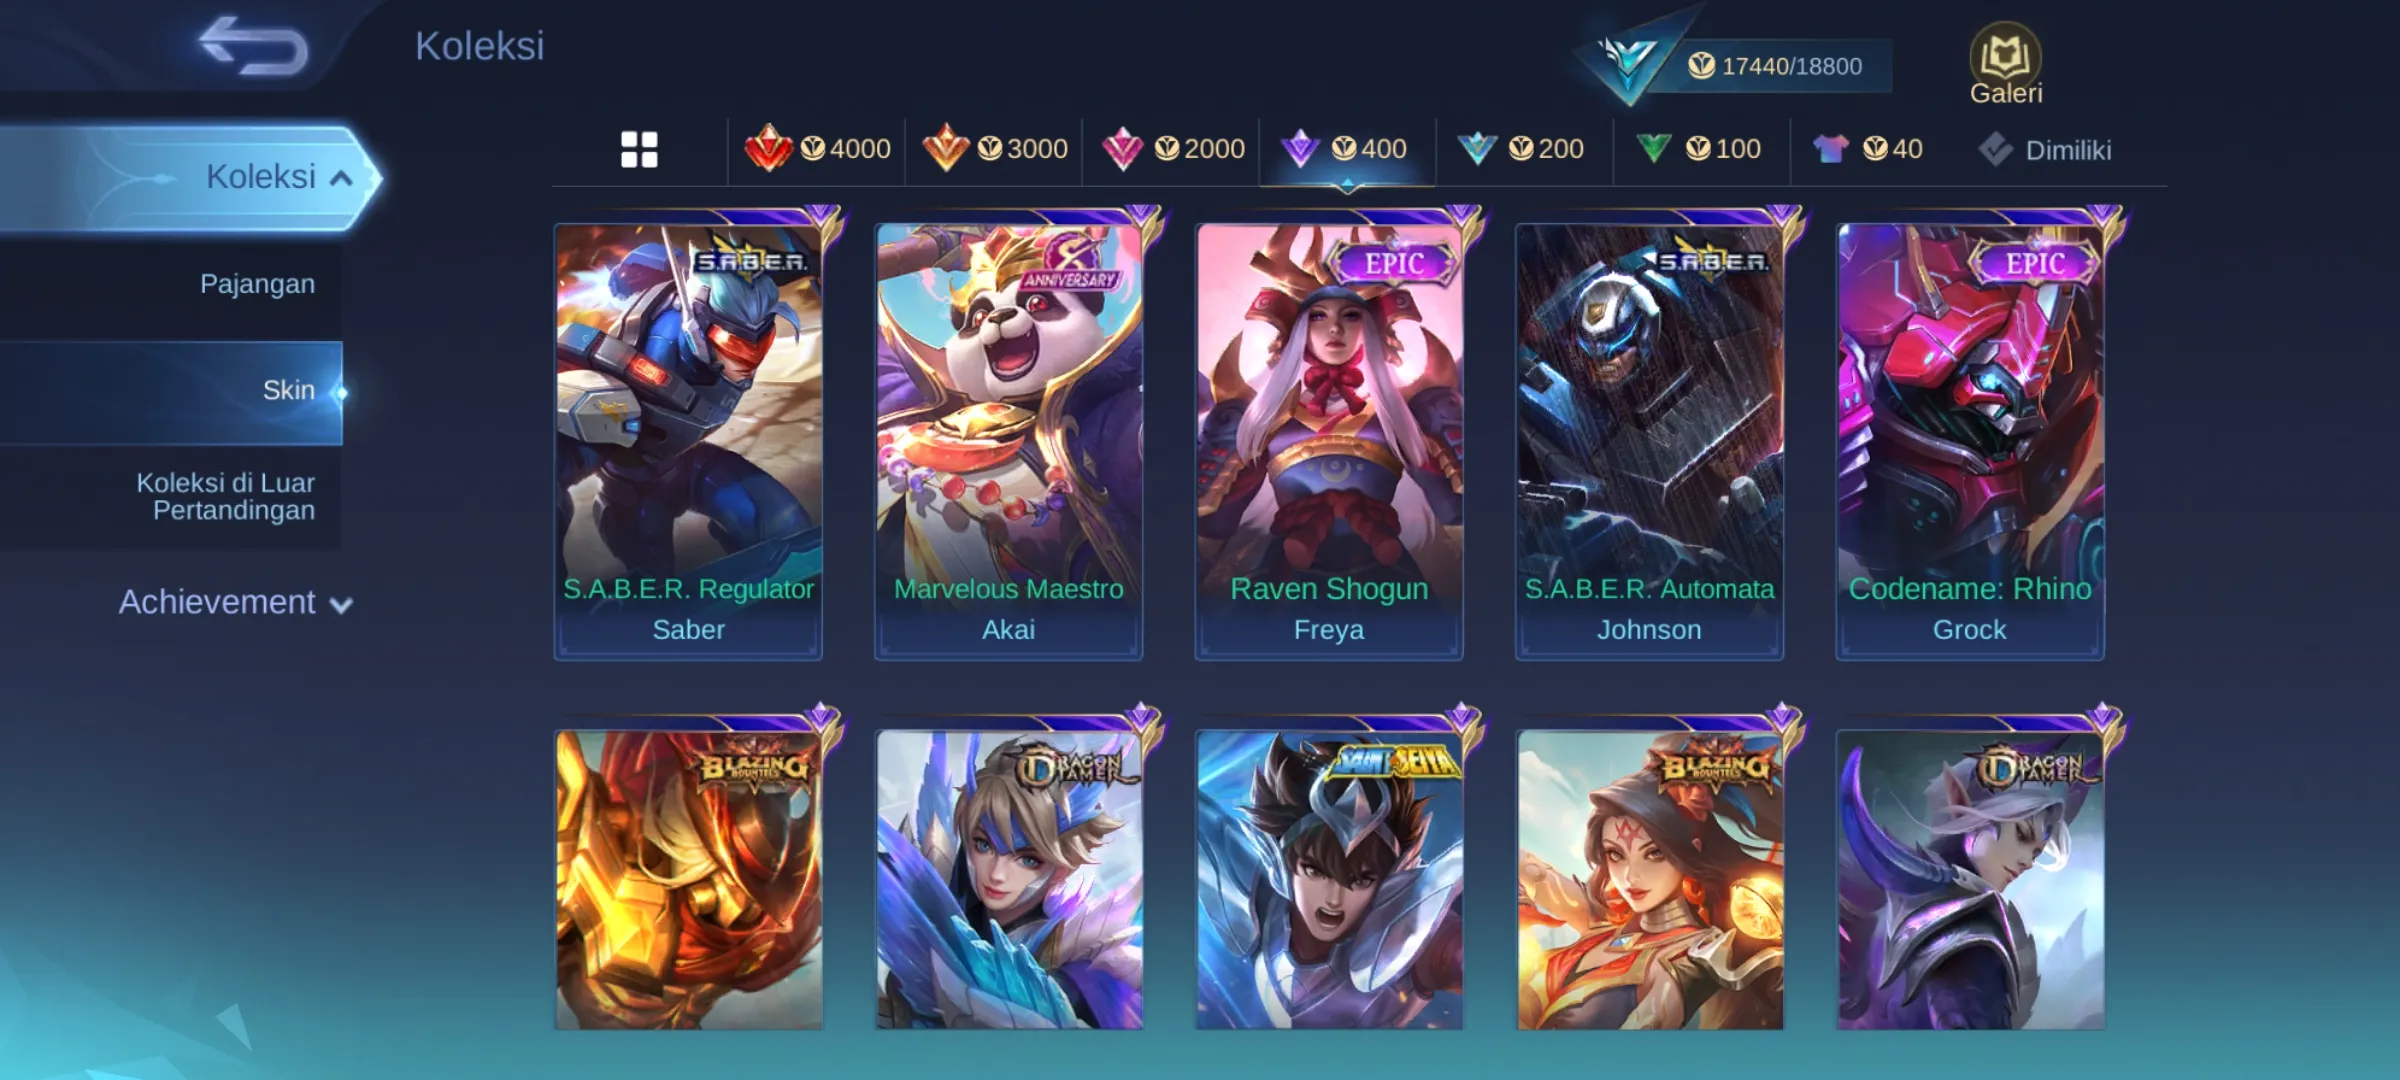 Koleksi
17440/18800
Galeri
Koleksi
4000
3000
2000
400
200
100
40
Dimiliki
Pajangan
Skin
Koleksi di Luar
Pertandingan
Achievement
S.A.B.E.R.
8
ANNIVERSARY
EPIC
S.A.B.E.R.
EPIC
S.A.B.E.R. Regulator
Saber
Marvelous Maestro
Akai
Raven Shogun
Freya
S.A.B.E.R. Automata
Johnson
Codename: Rhino
Grock
BLAZING
BOUNTIES
DRAGON
TAMER
SAINT SEIYA
BLAZING
BOUNTIES
DRAGON
TAMER